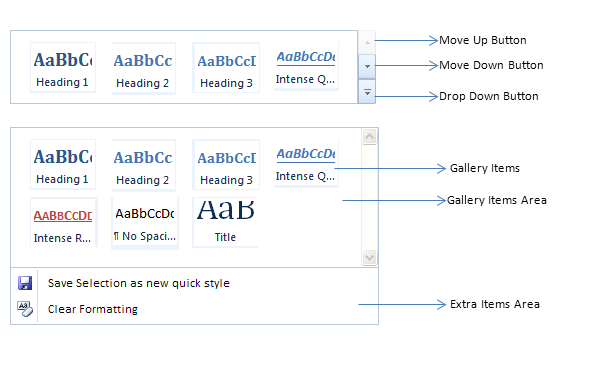 AaBbCc
AaBbCc
AaBbCcI
AaBbCcDc
Heading 1
Heading 2
Heading 3
Intense Q...
Move Up Button
Move Down Button
Drop Down Button
AaBbCc
AaBbCc
AaBbCcI
AaBbCcDc
Heading 1
Heading 2
Heading 3
Intense Q...
AABBCCDD
AaBbCcDc
AaB
Intense R...
¶ No Spaci...
Title
Gallery Items
Gallery Items Area
Save Selection as new quick style
Clear Formatting
Extra Items Area